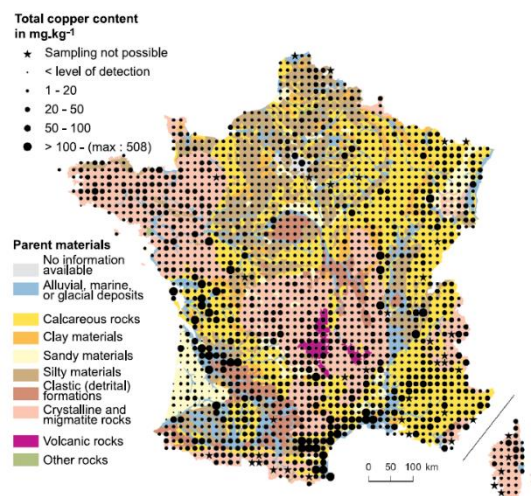 Total copper content
in mg.kg-1
Sampling not possible
< level of detection
1 - 20
20 - 50
50 - 100
> 100 - (max : 508)
Parent materials
No information
available
Alluvial, marine,
or glacial deposits
Calcareous rocks
Clay materials
Sandy materials
Silty materials
Clastic (detrital)
formations
Crystalline and
migmatite rocks
Volcanic rocks
Other rocks
0 50 100 km